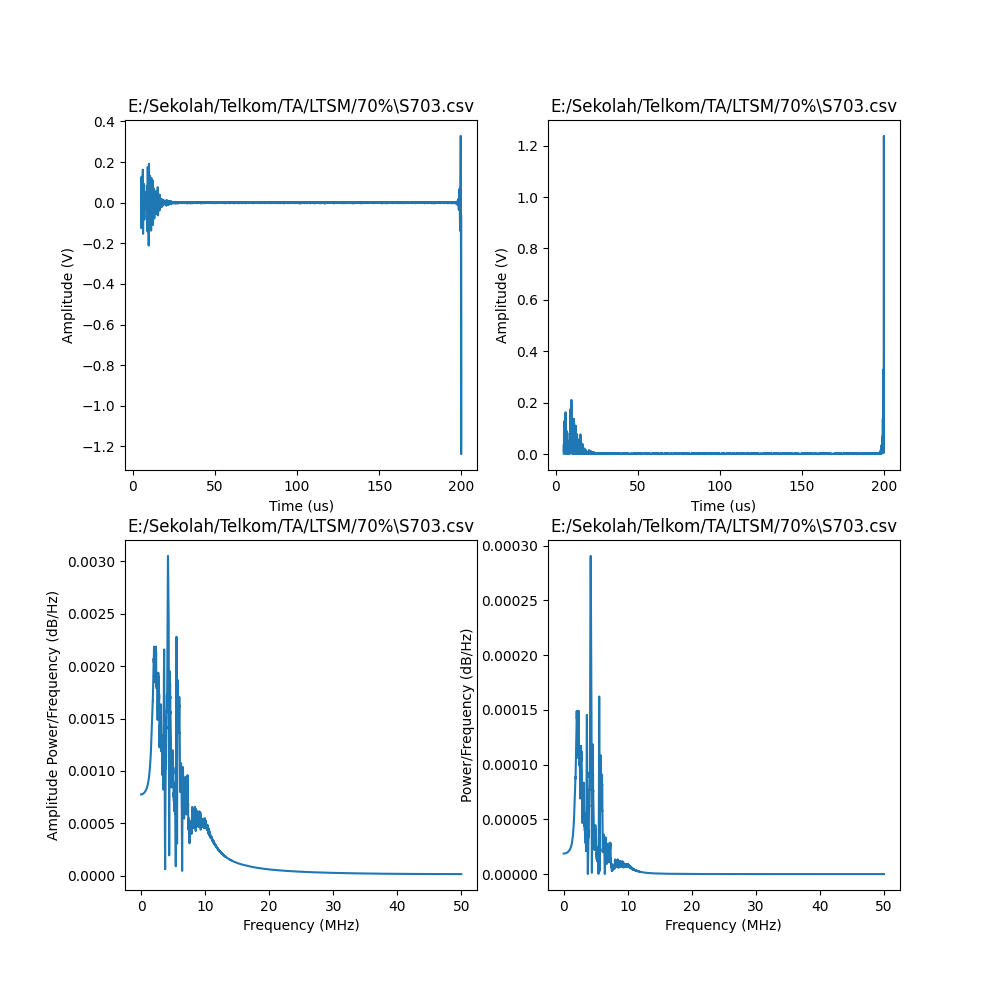 E:/Sekolah/Telkom/TA/LTSM/70%\S703.csv
0.4
0.2
0.0
−0.2
−0.4
−0.6
−0.8
−1.0
−1.2
Amplitude (V)
0 50 100 150 200
Time (us)
E:/Sekolah/Telkom/TA/LTSM/70%\S703.csv
1.2
1.0
0.8
0.6
0.4
0.2
0.0
Amplitude (V)
0 50 100 150 200
Time (us)
E:/Sekolah/Telkom/TA/LTSM/70%\S703.csv
0.0030
0.0025
0.0020
0.0015
0.0010
0.0005
0.0000
Amplitude Power/Frequency (dB/Hz)
0 10 20 30 40 50
Frequency (MHz)
E:/Sekolah/Telkom/TA/LTSM/70%\S703.csv
0.00030
0.00025
0.00020
0.00015
0.00010
0.00005
0.00000
Power/Frequency (dB/Hz)
0 10 20 30 40 50
Frequency (MHz)